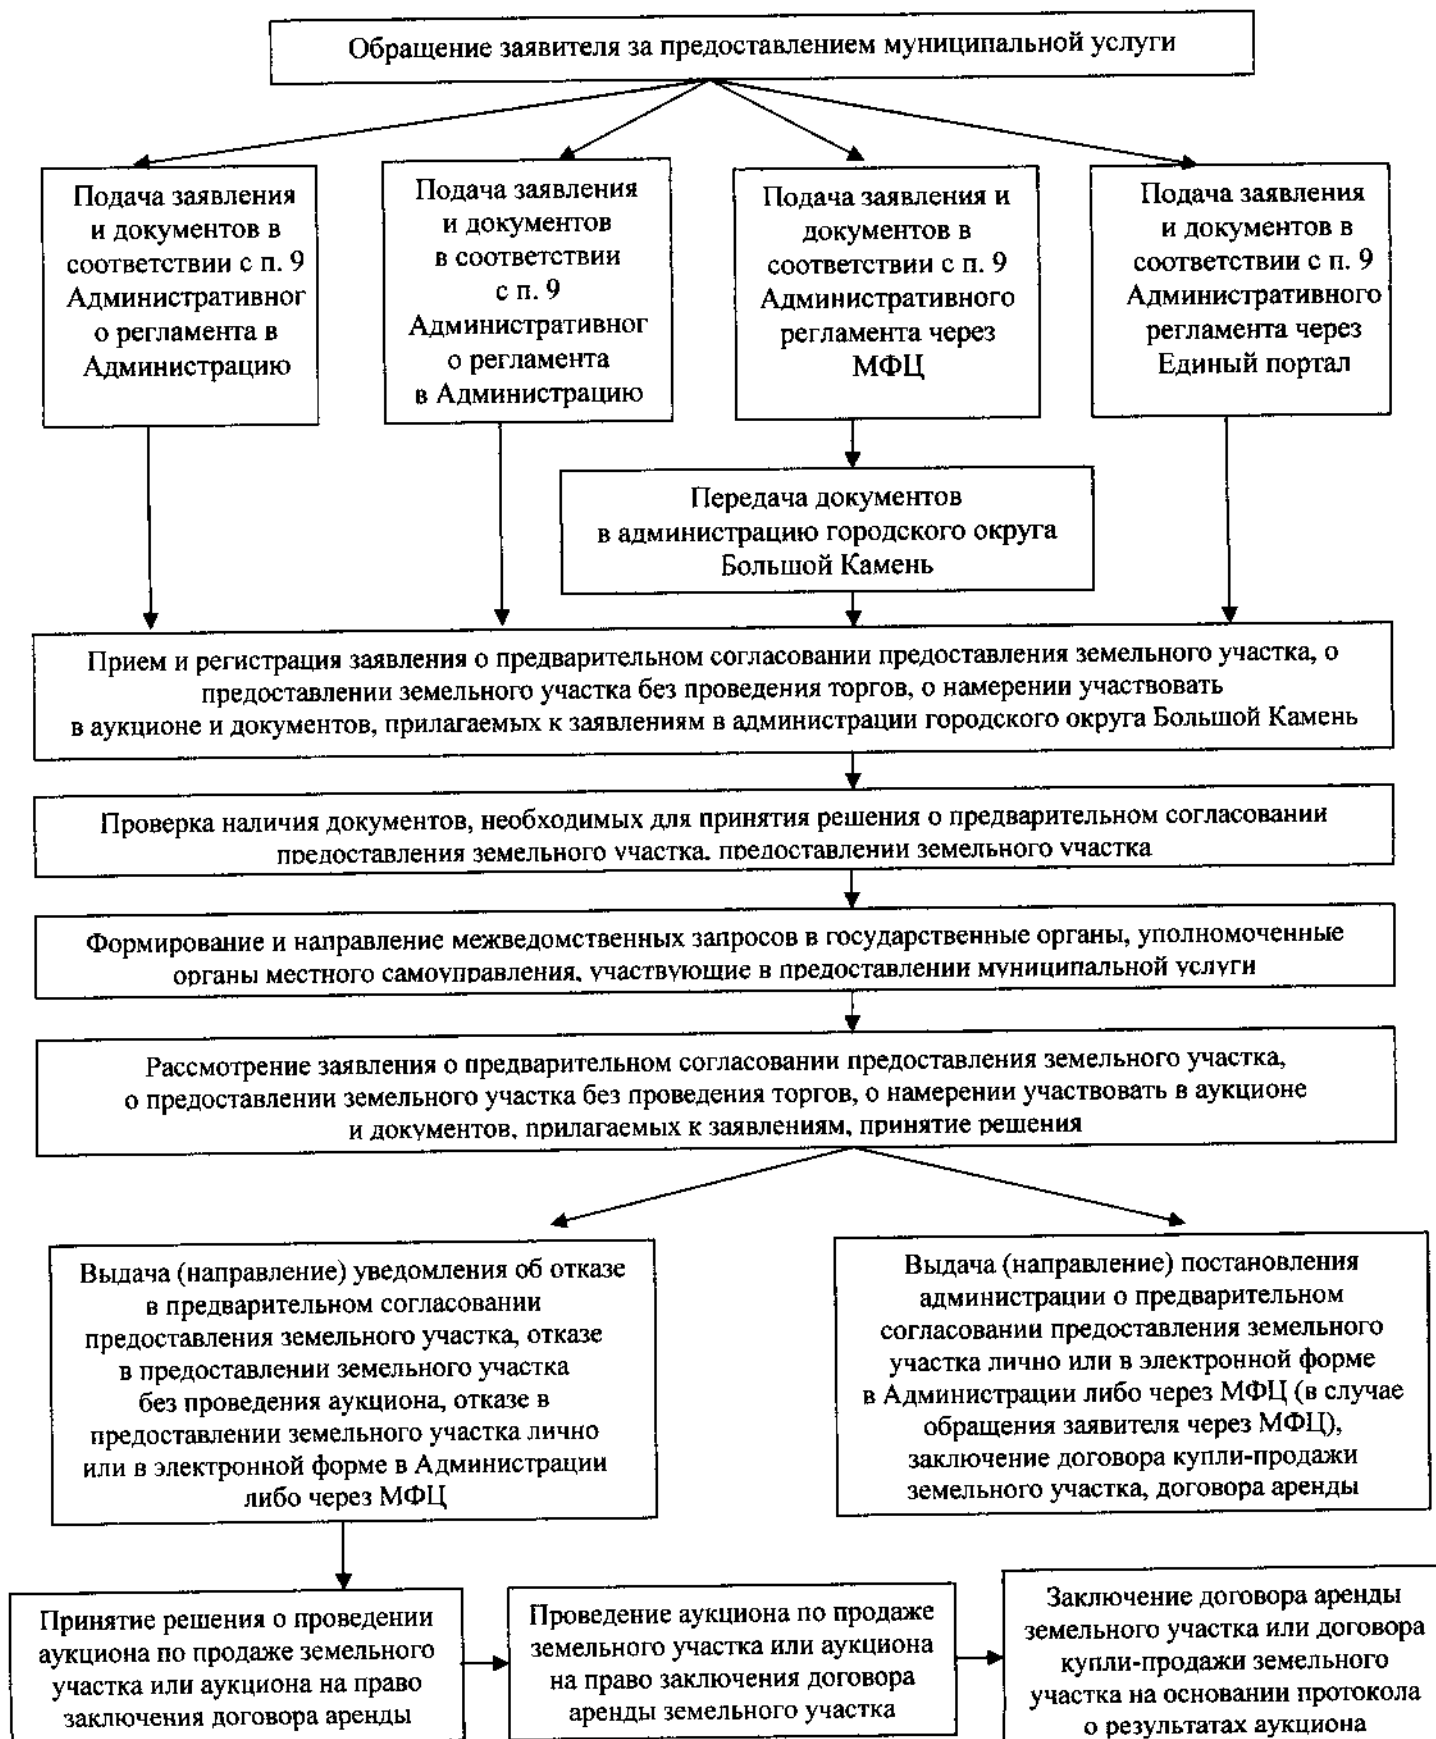 Обращение заявителя за предоставлением муниципальной услуги
Подача заявления
и документов в
соответствии с п. 9
Административног
о регламента в
Администрацию
Подача заявления
и документов
в соответствии
с п. 9
Административног
о регламента
в Администрацию
Подача заявления и
документов в
соответствии с п. 9
Административного
регламента через
МФЦ
Подача заявления
и документов в
соответствии с п. 9
Административного
регламента через
Единый портал
Передача документов
в администрацию городского округа
Большой Камень
Прием и регистрация заявления о предварительном согласовании предоставления земельного участка, о
предоставлении земельного участка без проведения торгов, о намерении участвовать
в аукционе и документов, прилагаемых к заявлениям в администрации городского округа Большой Камень
Проверка наличия документов, необходимых для принятия решения о предварительном согласовании
предоставления земельного участка, предоставлении земельного участка
Формирование и направление межведомственных запросов в государственные органы, уполномоченные
органы местного самоуправления, участвующие в предоставлении муниципальной услуги
Рассмотрение заявления о предварительном согласовании предоставления земельного участка,
о предоставлении земельного участка без проведения торгов, о намерении участвовать в аукционе
и документов, прилагаемых к заявлениям, принятие решения
Выдача (направление) уведомления об отказе
в предварительном согласовании
предоставления земельного участка, отказе
в предоставлении земельного участка
без проведения аукциона, отказе в
предоставлении земельного участка лично
или в электронной форме в Администрации
либо через МФЦ
Выдача (направление) постановления
администрации о предварительном
согласовании предоставления земельного
участка лично или в электронной форме
в Администрации либо через МФЦ (в случае
обращения заявителя через МФЦ),
заключение договора купли-продажи
земельного участка, договора аренды
Принятие решения о проведении
аукциона по продаже земельного
участка или аукциона на право
заключения договора аренды
Проведение аукциона по продаже
земельного участка или аукциона
на право заключения договора
аренды земельного участка
Заключение договора аренды
земельного участка или договора
купли-продажи земельного
участка на основании протокола
о результатах аукциона